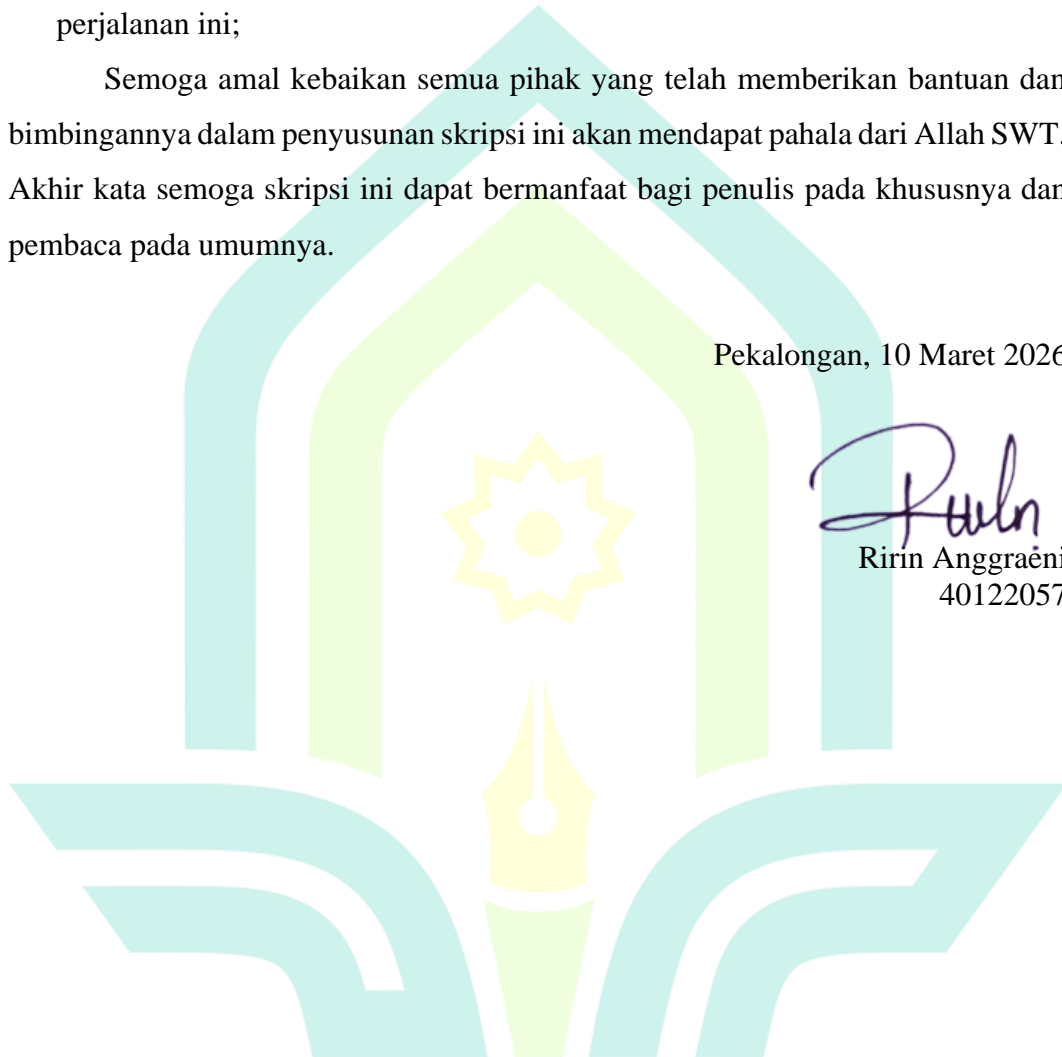 perjalanan ini;
Semoga amal kebaikan semua pihak yang telah memberikan bantuan dan
bimbingannya dalam penyusunan skripsi ini akan mendapat pahala dari Allah SWT.
Akhir kata semoga skripsi ini dapat bermanfaat bagi penulis pada khususnya dan
pembaca pada umumnya.
Pekalongan, 10 Maret 2026
Ririn Anggraeni
40122057